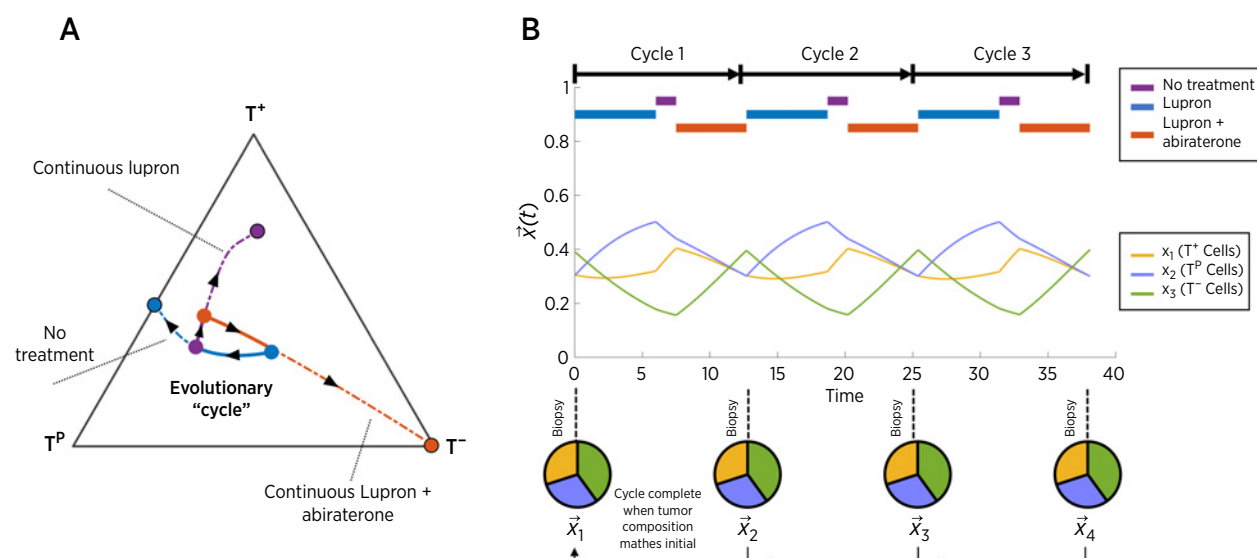 A
T⁺
Continuous lupron
No
treatment
Evolutionary
“cycle”
Tᴾ
T⁻
Continuous Lupron +
abiraterone
B
Cycle 1
Cycle 2
Cycle 3
No treatment
Lupron
Lupron +
abiraterone
1
0.8
0.6
0.4
0.2
0
x⃗(t)
x₁ (T⁺ Cells)
x₂ (Tᴾ Cells)
x₃ (T⁻ Cells)
0 5 10 15 20 25 30 35 40
Time
Biopsy
Biopsy
Biopsy
Biopsy
Cycle complete
when tumor
composition
mathes initial
x⃗₁
x⃗₂
x⃗₃
x⃗₄